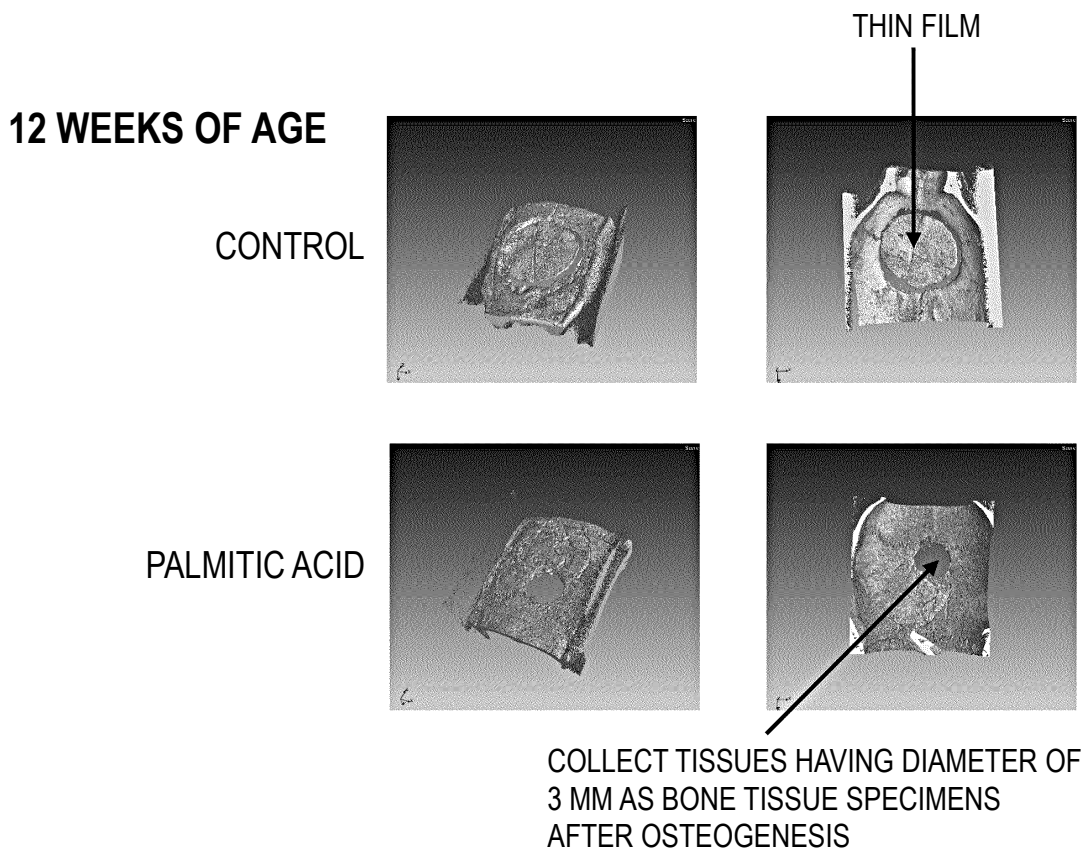 THIN FILM
12 WEEKS OF AGE
CONTROL
PALMITIC ACID
COLLECT TISSUES HAVING DIAMETER OF
3 MM AS BONE TISSUE SPECIMENS
AFTER OSTEOGENESIS